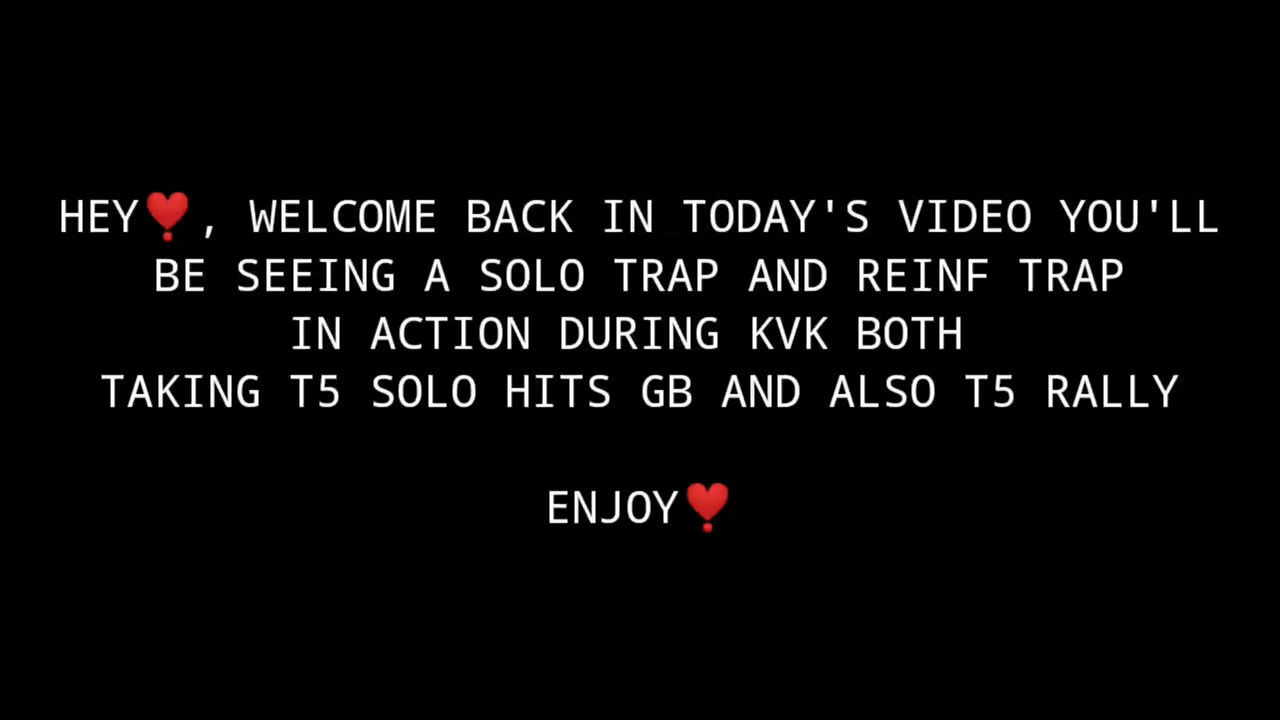 HEY❣️, WELCOME BACK IN TODAY'S VIDEO YOU'LL
BE SEEING A SOLO TRAP AND REINF TRAP
IN ACTION DURING KVK BOTH
TAKING T5 SOLO HITS GB AND ALSO T5 RALLY
ENJOY❣️